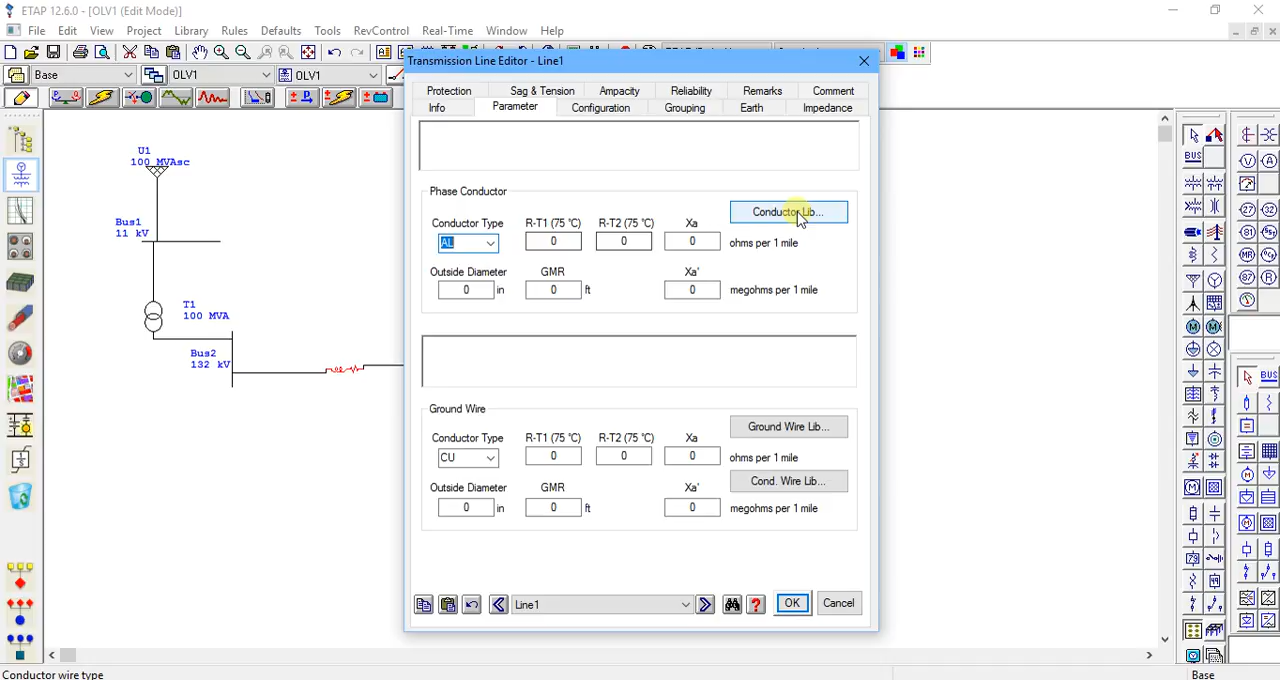 ETAP 12.6.0 - [OLV1 (Edit Mode)]
File Edit View Project Library Rules Defaults Tools RevControl Real-Time Window Help
Base OLV1 OLV1
Transmission Line Editor - Line1
Protection Sag & Tension Ampacity Reliability Remarks Comment
Info Parameter Configuration Grouping Earth Impedance
U1
100 MVAsc
Bus1
11 kV
T1
100 MVA
Bus2
132 kV
Phase Conductor
Conductor Lib...
Conductor Type R-T1 (75 °C) R-T2 (75 °C) Xa
AL 0 0 0 ohms per 1 mile
Outside Diameter GMR Xa'
0 in 0 ft 0 megohms per 1 mile
Ground Wire
Ground Wire Lib...
Conductor Type R-T1 (75 °C) R-T2 (75 °C) Xa
CU 0 0 0 ohms per 1 mile
Cond. Wire Lib...
Outside Diameter GMR Xa'
0 in 0 ft 0 megohms per 1 mile
Line1
OK Cancel
BUS
BUS
Conductor wire type
Base